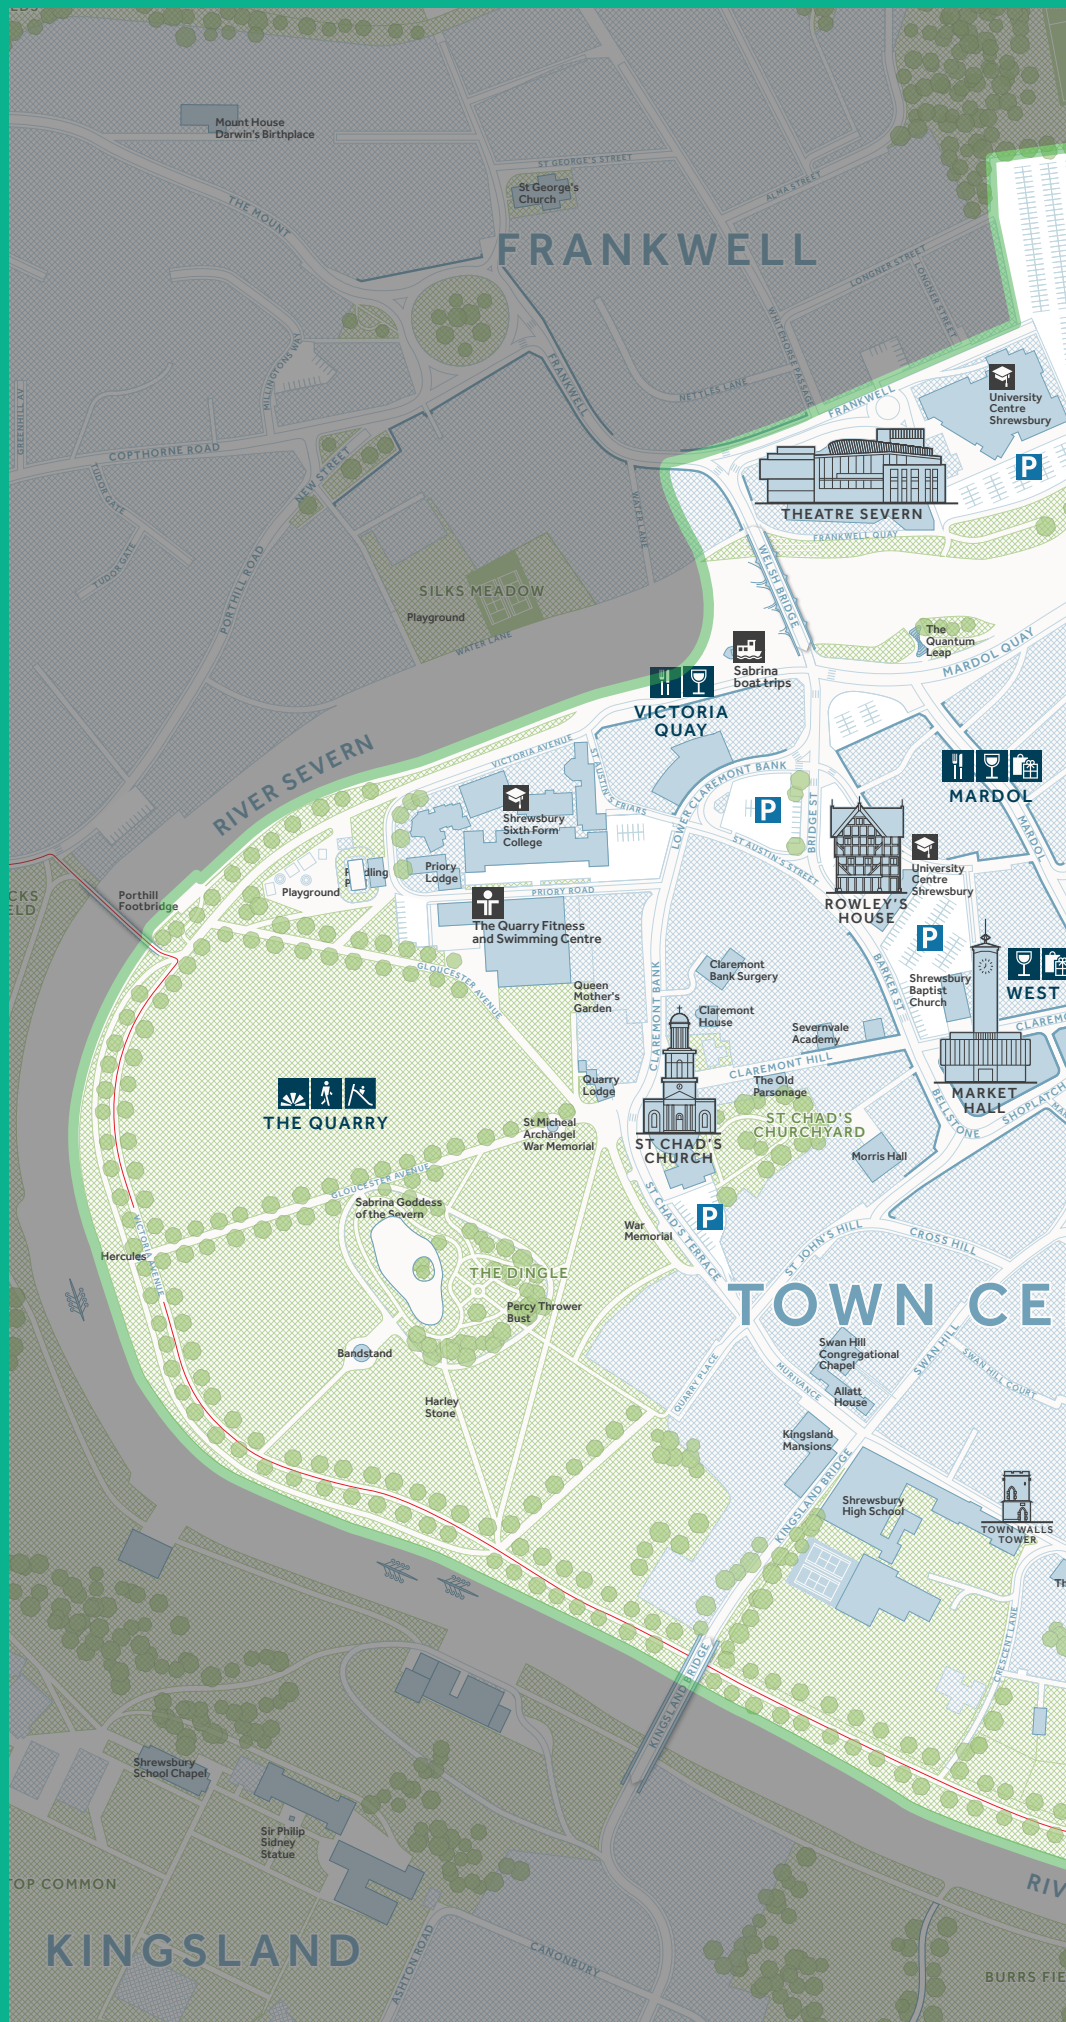 Mount House
Darwin's Birthplace
THE MOUNT
ST GEORGE'S STREET
St George's
Church
ALMA STREET
FRANKWELL
LONGNER STREET
LONGNER STREET
WHITEHORSE PASSAGE
MILLINGTONS WAY
FRANKWELL
NETTLES LANE
FRANKWELL
University
Centre
Shrewsbury
GREENHILL AV
COPTHORNE ROAD
NEW STREET
TUDOR GATE
TUDOR GATE
WATER LANE
P
THEATRE SEVERN
FRANKWELL QUAY
WELSH BRIDGE
PORTHILL ROAD
SILKS MEADOW
Playground
WATER LANE
The
Quantum
Leap
MARDOL QUAY
Sabrina
boat trips
VICTORIA
QUAY
RIVER SEVERN
VICTORIA AVENUE
ST AUSTIN'S FRIARS
LOWER CLAREMONT BANK
P
BRIDGE ST
ST AUSTIN'S STREET
MARDOL
MARDOL
Shrewsbury
Sixth Form
College
Priory
Lodge
Playground
PRIORY ROAD
Porthill
Footbridge
The Quarry Fitness
and Swimming Centre
ROWLEY'S
HOUSE
University
Centre
Shrewsbury
P
BARKER ST
GLOUCESTER AVENUE
Queen
Mother's
Garden
CLAREMONT BANK
Claremont
Bank Surgery
Claremont
House
Shrewsbury
Baptist
Church
WEST
Severnvale
Academy
CLAREMONT HILL
The Old
Parsonage
MARKET
HALL
BELLSTONE
SHOPLATCH
THE QUARRY
Quarry
Lodge
St Micheal
Archangel
War Memorial
ST CHAD'S
CHURCH
ST CHAD'S
CHURCHYARD
Morris Hall
GLOUCESTER AVENUE
Sabrina Goddess
of the Severn
ST CHAD'S TERRACE
P
War
Memorial
Hercules
VICTORIA AVENUE
THE DINGLE
Percy Thrower
Bust
ST JOHN'S HILL
CROSS HILL
TOWN CE
Bandstand
Harley
Stone
QUARRY PLACE
MURIVANCE
Swan Hill
Congregational
Chapel
Allatt
House
SWAN HILL
SWAN HILL COURT
Kingsland
Mansions
KINGSLAND BRIDGE
Shrewsbury
High School
TOWN WALLS
TOWER
CRESCENT LANE
KINGSLAND BRIDGE
Shrewsbury
School Chapel
Sir Philip
Sidney
Statue
TOP COMMON
KINGSLAND
ASHTON ROAD
CANONBURY
RIV
BURRS FIE